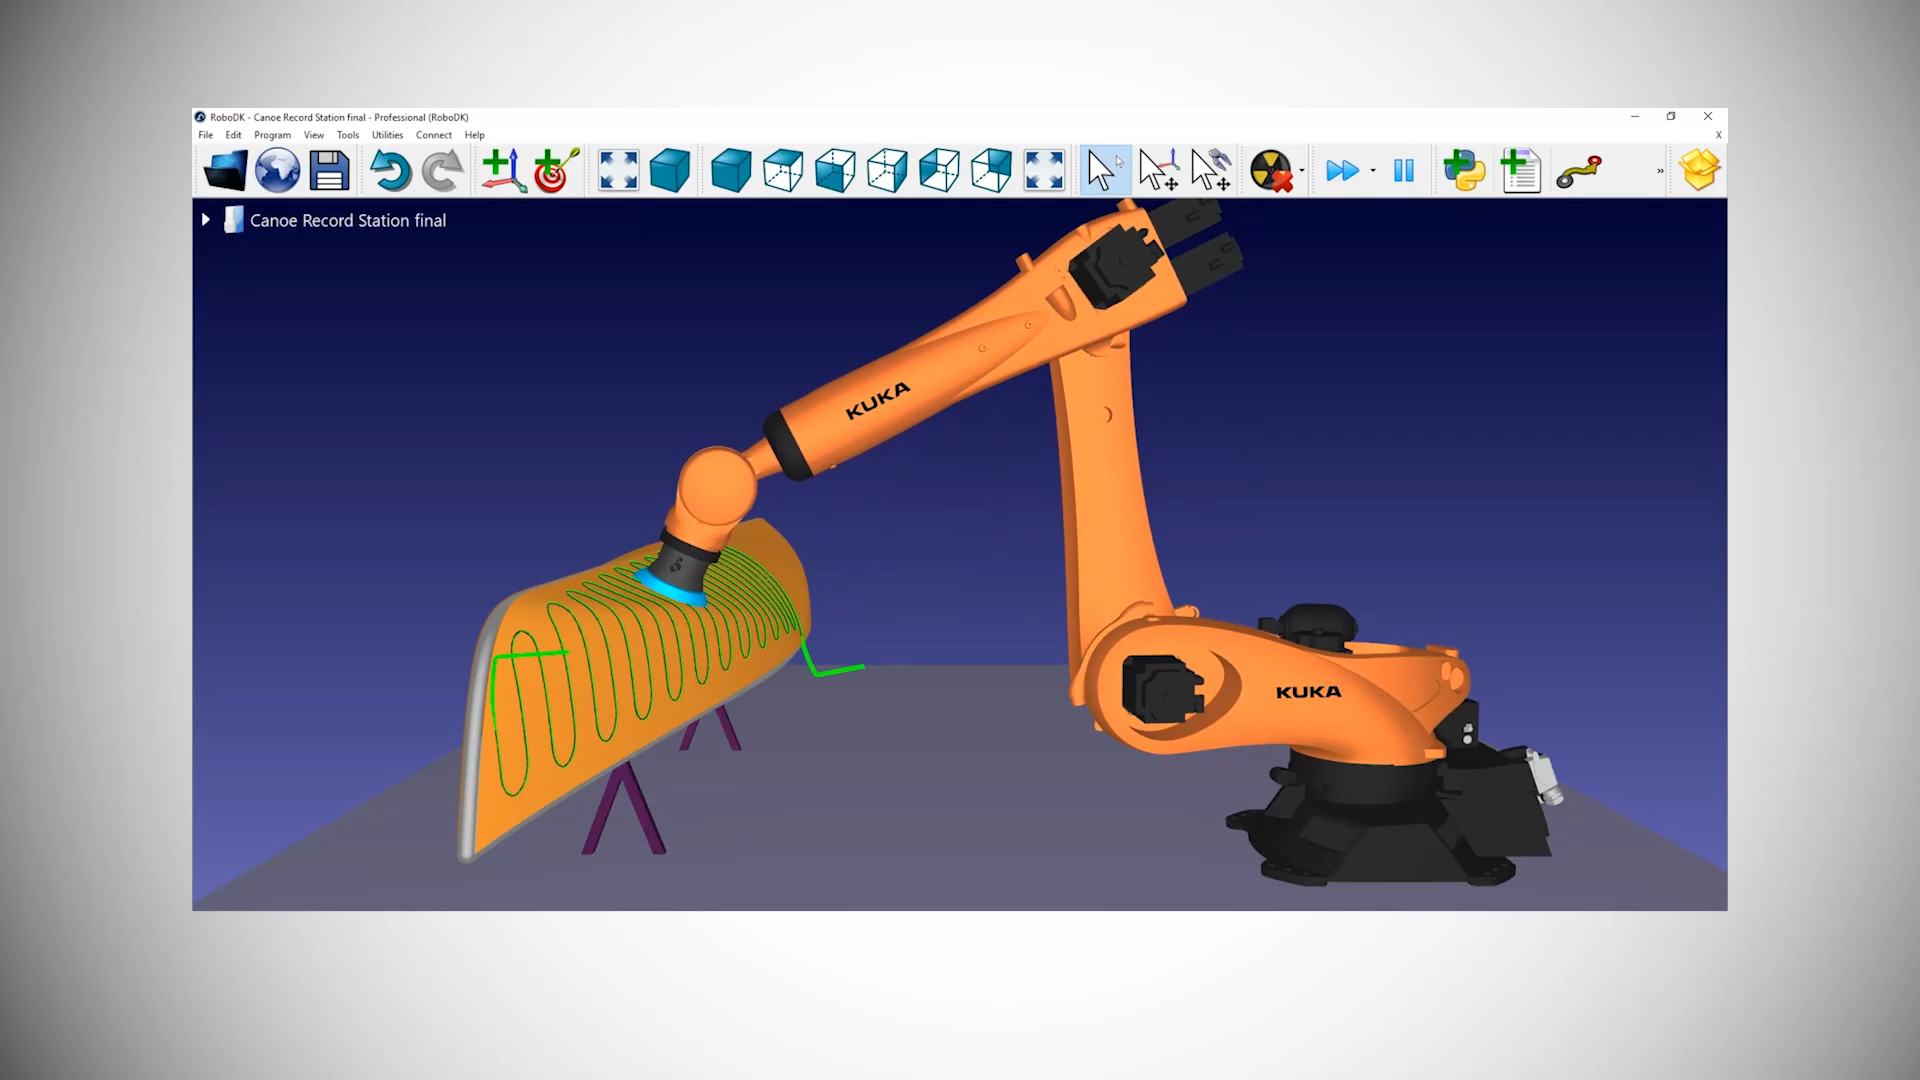 RoboDK - Canoe Record Station final - Professional (RoboDK)
File Edit Program View Tools Utilities Connect Help
Canoe Record Station final
KUKA
KUKA